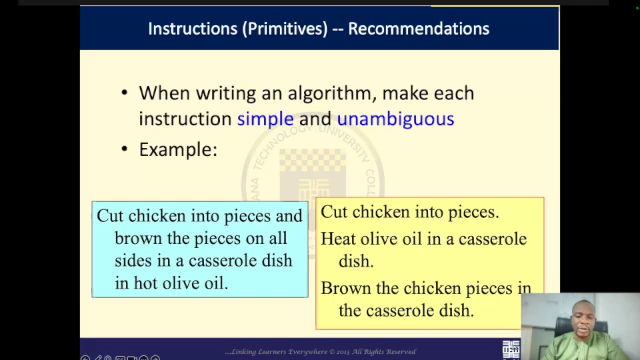 Instructions (Primitives) -- Recommendations
• When writing an algorithm, make each
instruction simple and unambiguous
• Example:
Cut chicken into pieces and
brown the pieces on all
sides in a casserole dish
in hot olive oil.
Cut chicken into pieces.
Heat olive oil in a casserole
dish.
Brown the chicken pieces in
the casserole dish.
...Linking Learners Everywhere © 2015 All Rights Reserved